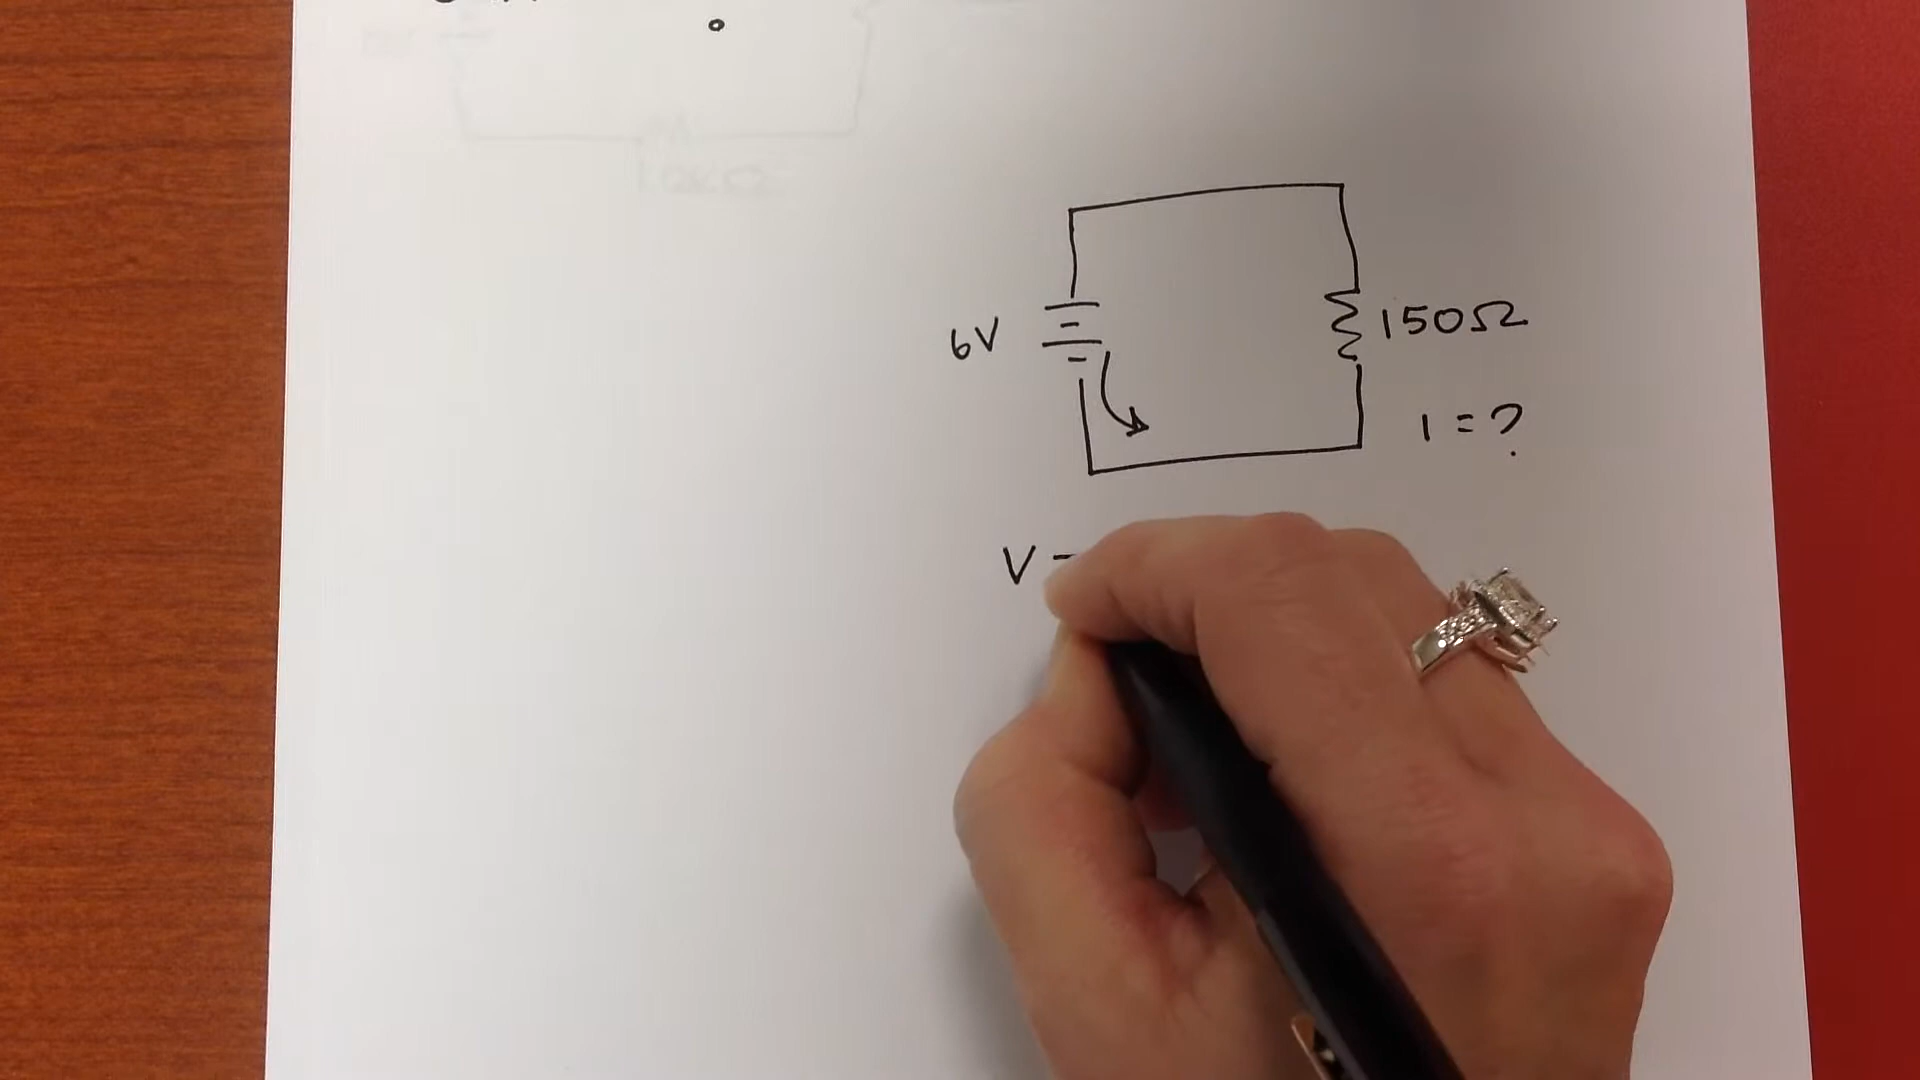 6V
150Ω
I = ?
V =